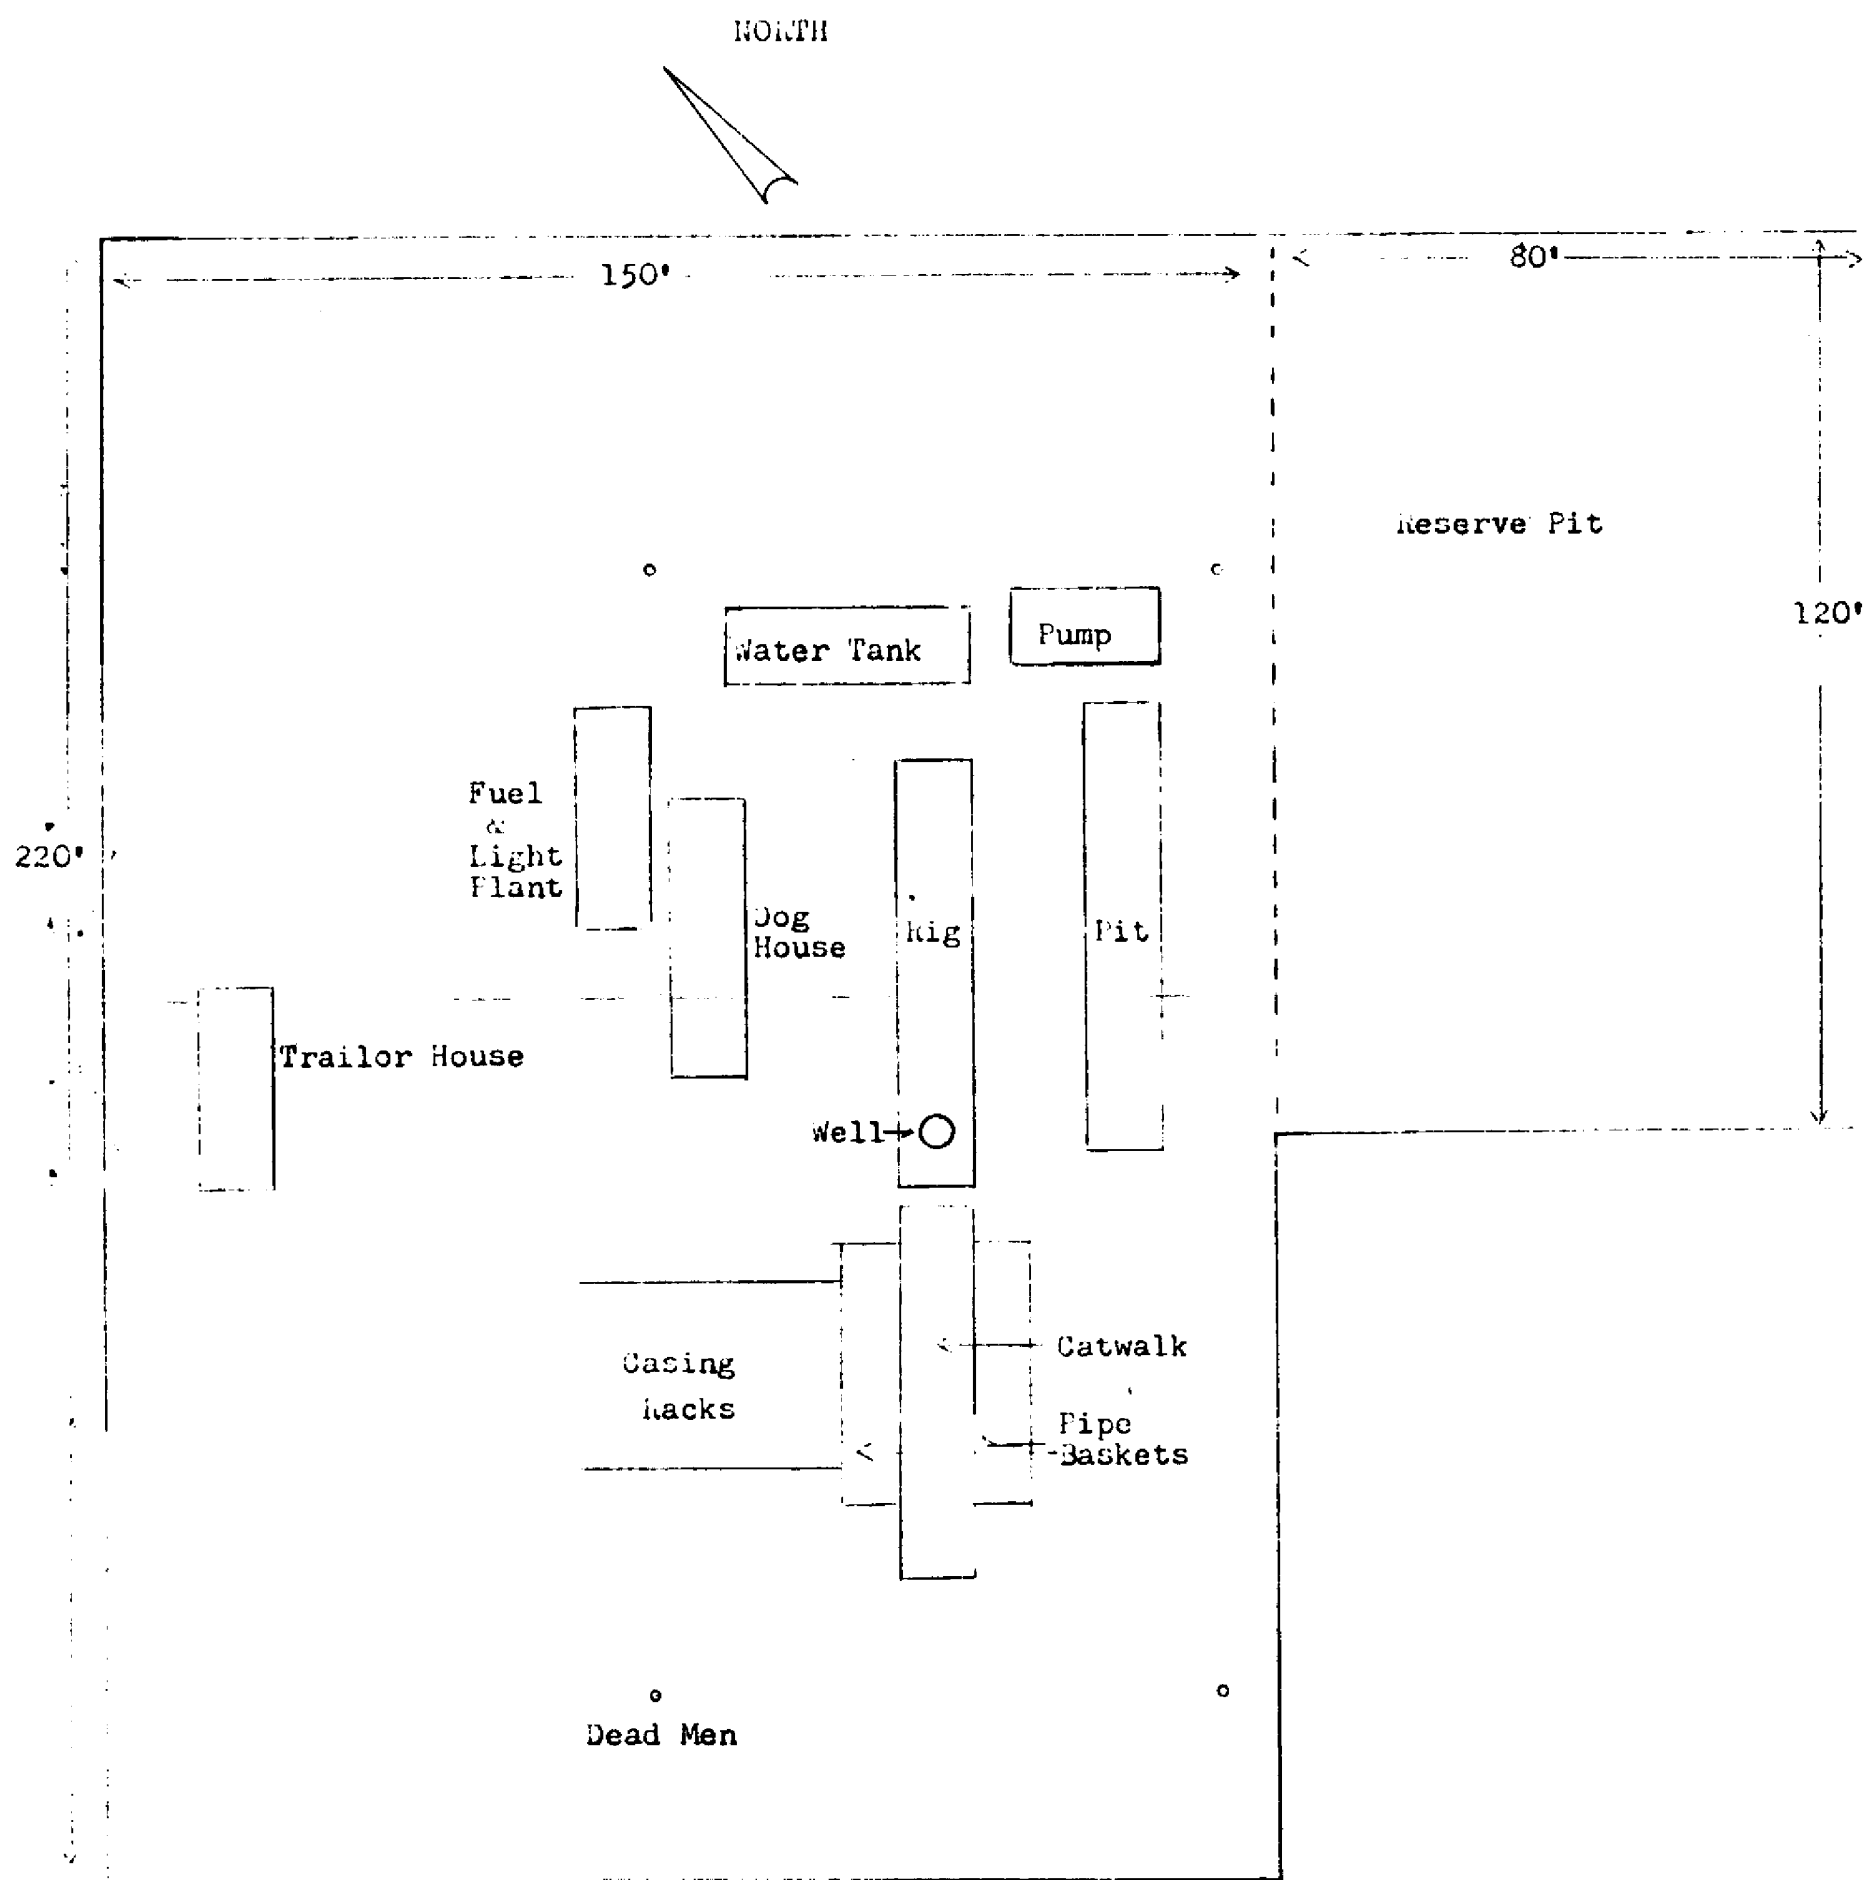 NORTH
150'
80'
Reserve Pit
120'
Water Tank
Pump
Fuel
&
Light
Plant
220'
Dog
House
Rig
Pit
Trailor House
Well
Catwalk
Casing
Racks
Pipe
Baskets
Dead Men